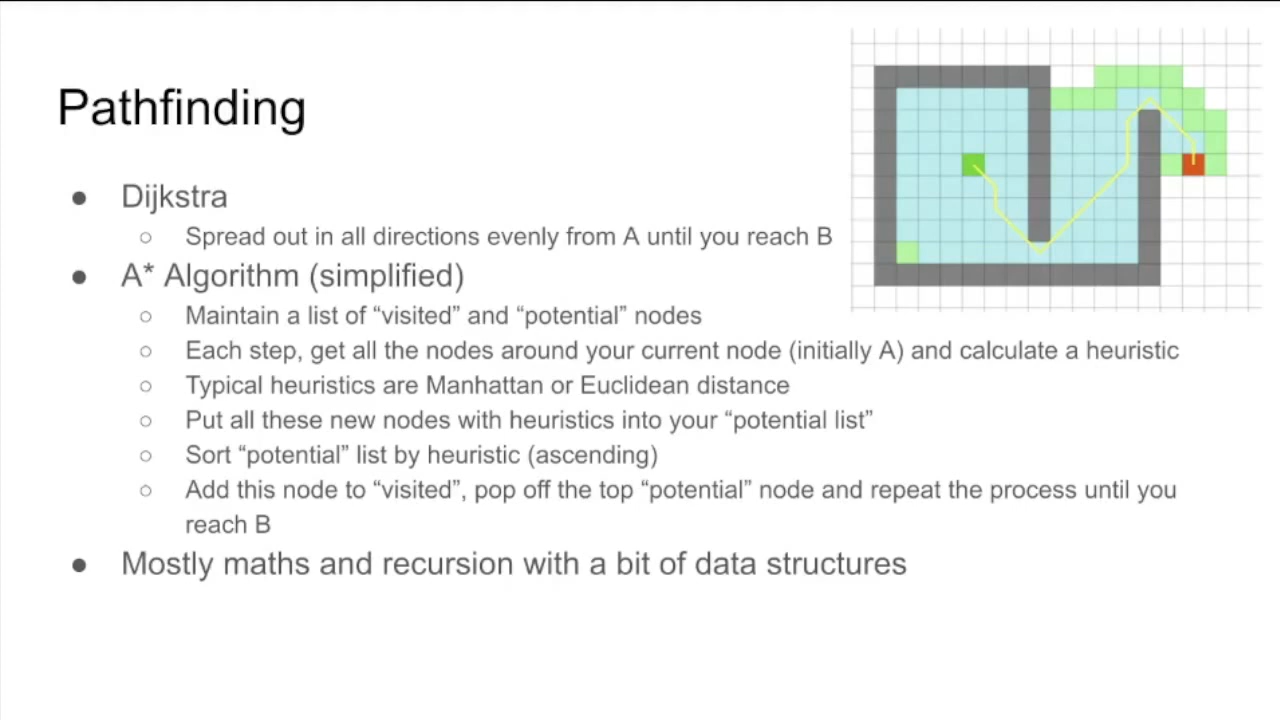 Pathfinding
● Dijkstra
○ Spread out in all directions evenly from A until you reach B
● A* Algorithm (simplified)
○ Maintain a list of “visited” and “potential” nodes
○ Each step, get all the nodes around your current node (initially A) and calculate a heuristic
○ Typical heuristics are Manhattan or Euclidean distance
○ Put all these new nodes with heuristics into your “potential list”
○ Sort “potential” list by heuristic (ascending)
○ Add this node to “visited”, pop off the top “potential” node and repeat the process until you
reach B
● Mostly maths and recursion with a bit of data structures